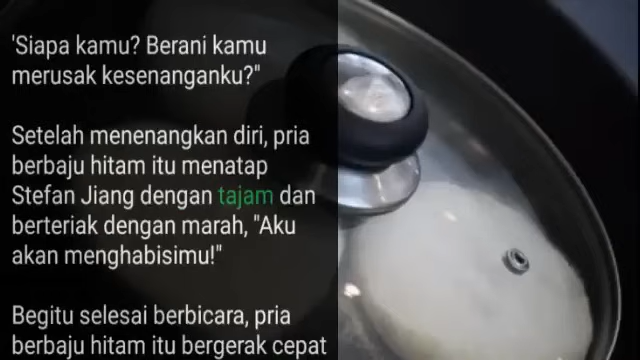 'Siapa kamu? Berani kamu
merusak kesenanganku?"
Setelah menenangkan diri, pria
berbaju hitam itu menatap
Stefan Jiang dengan tajam dan
berteriak dengan marah, "Aku
akan menghabisimu!"
Begitu selesai berbicara, pria
berbaju hitam itu bergerak cepat